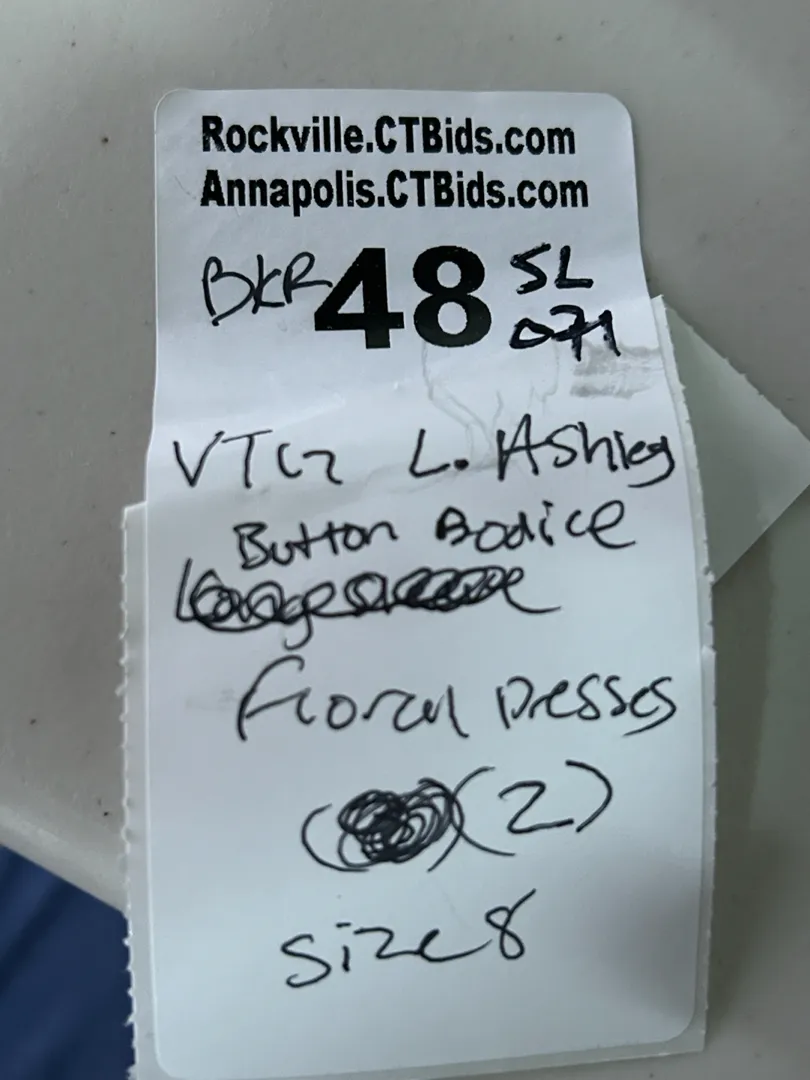 Rockville.CTBids.com
Annapolis.CTBids.com
BKR 48 SL
071
VTG L. Ashley
Button Bodice
Floral Dresses
(2)
Size 8